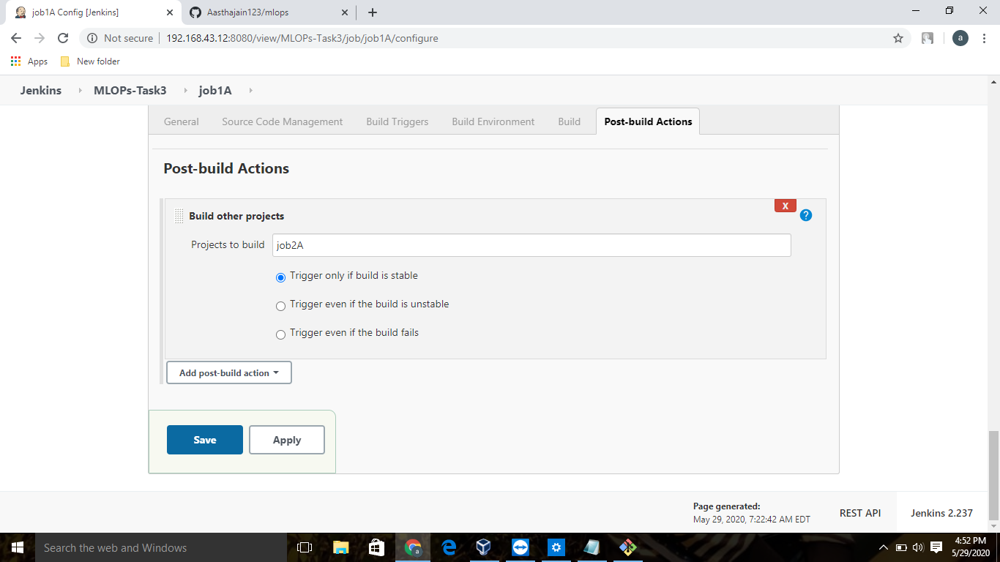 job1A Config [Jenkins]
Aasthajain123/mlops
Not secure
192.168.43.12:8080/view/MLOPs-Task3/job/job1A/configure
a
Apps
New folder
Jenkins
MLOPs-Task3
job1A
General
Source Code Management
Build Triggers
Build Environment
Build
Post-build Actions
Post-build Actions
X
Build other projects
?
Projects to build
job2A
Trigger only if build is stable
Trigger even if the build is unstable
Trigger even if the build fails
Add post-build action
Save
Apply
Page generated:
May 29, 2020, 7:22:42 AM EDT
REST API
Jenkins 2.237
Search the web and Windows
4:52 PM
5/29/2020